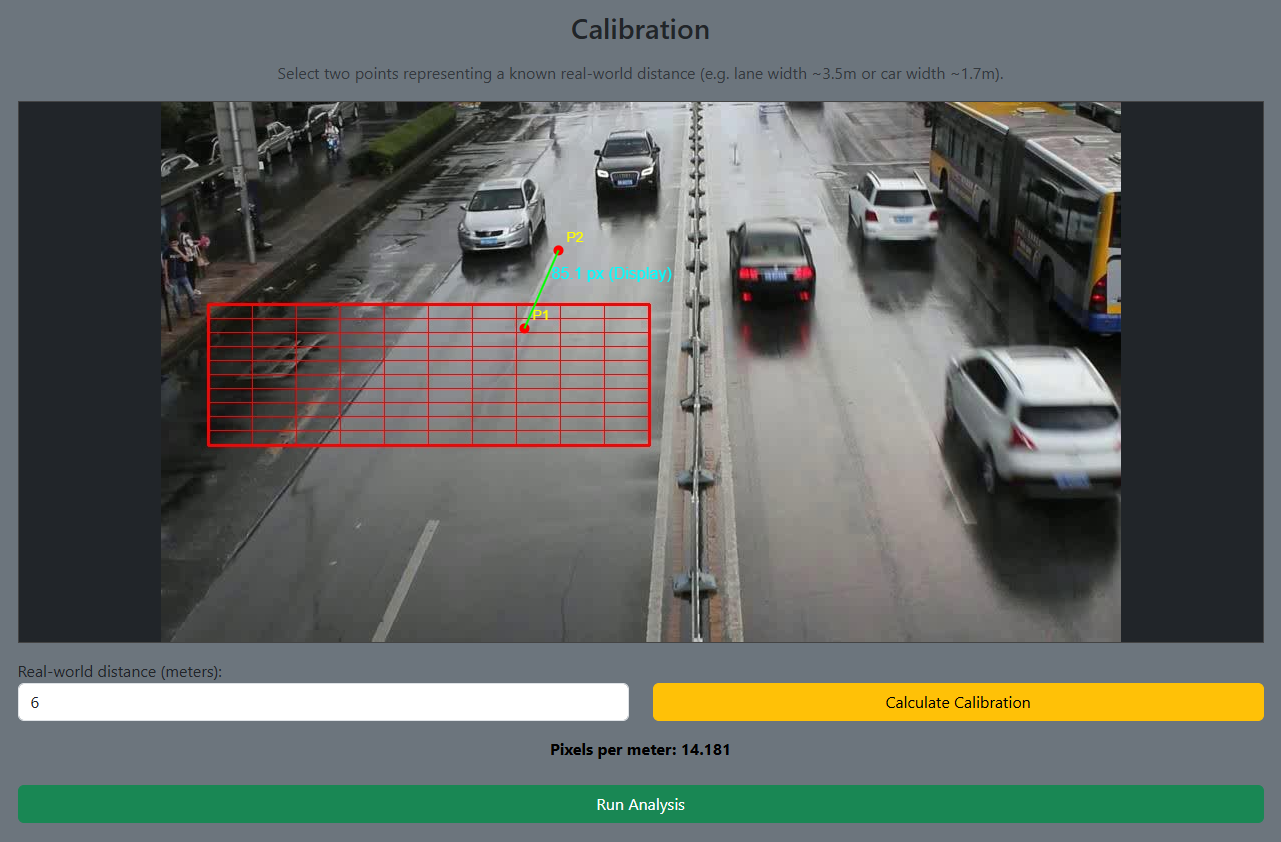 Calibration
Select two points representing a known real-world distance (e.g. lane width ~3.5m or car width ~1.7m).
P2
85.1 px (Display)
P1
Real-world distance (meters):
6
Calculate Calibration
Pixels per meter: 14.181
Run Analysis